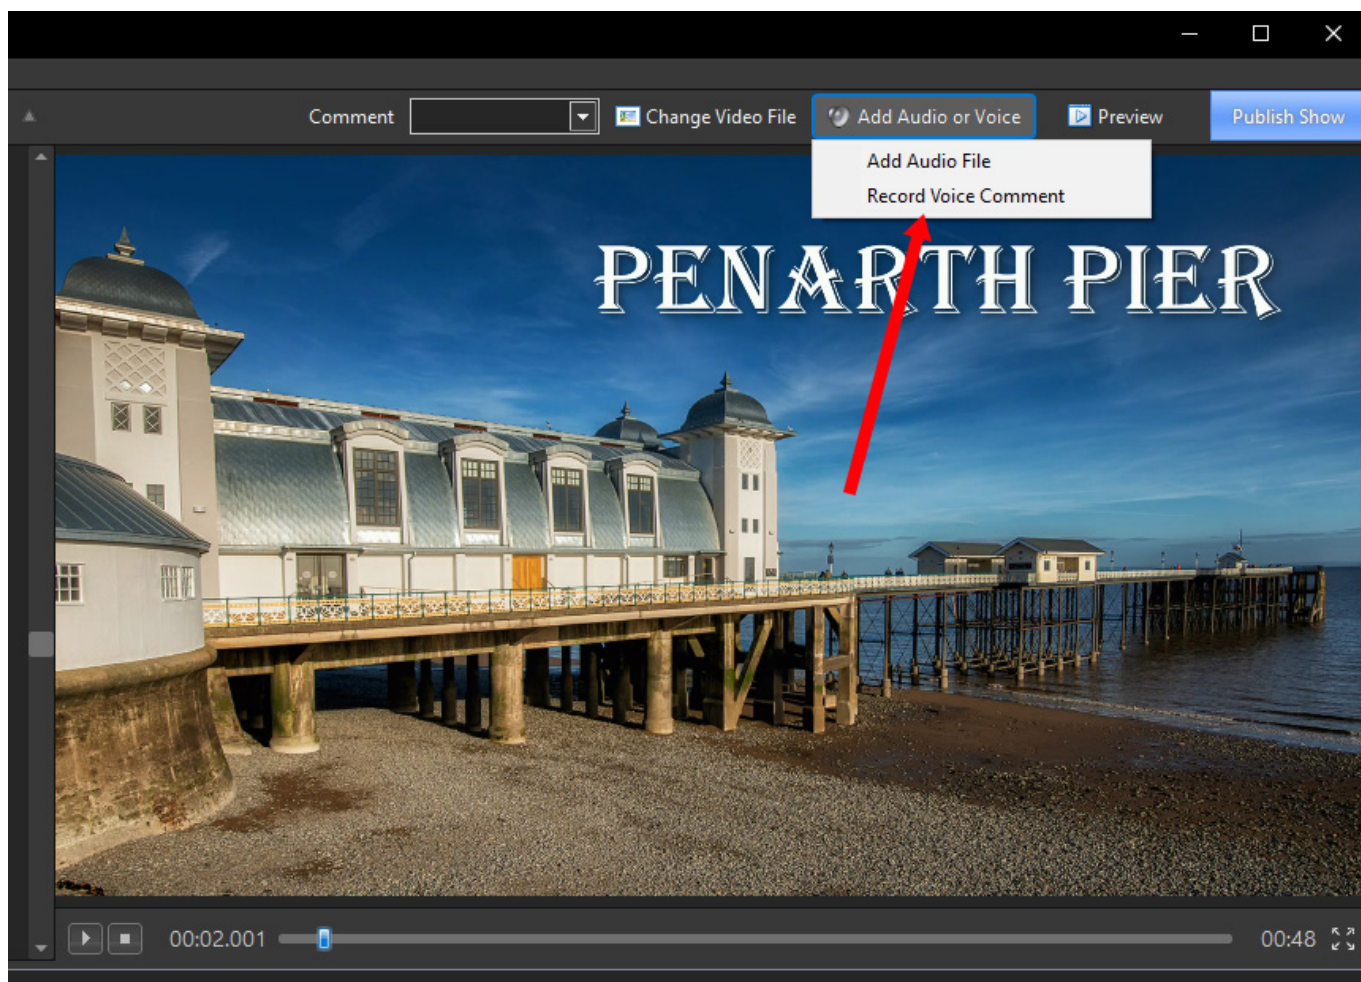 Comment
Change Video File
Add Audio or Voice
Preview
Publish Show
Add Audio File
Record Voice Comment
PENARTH PIER
00:02.001
00:48